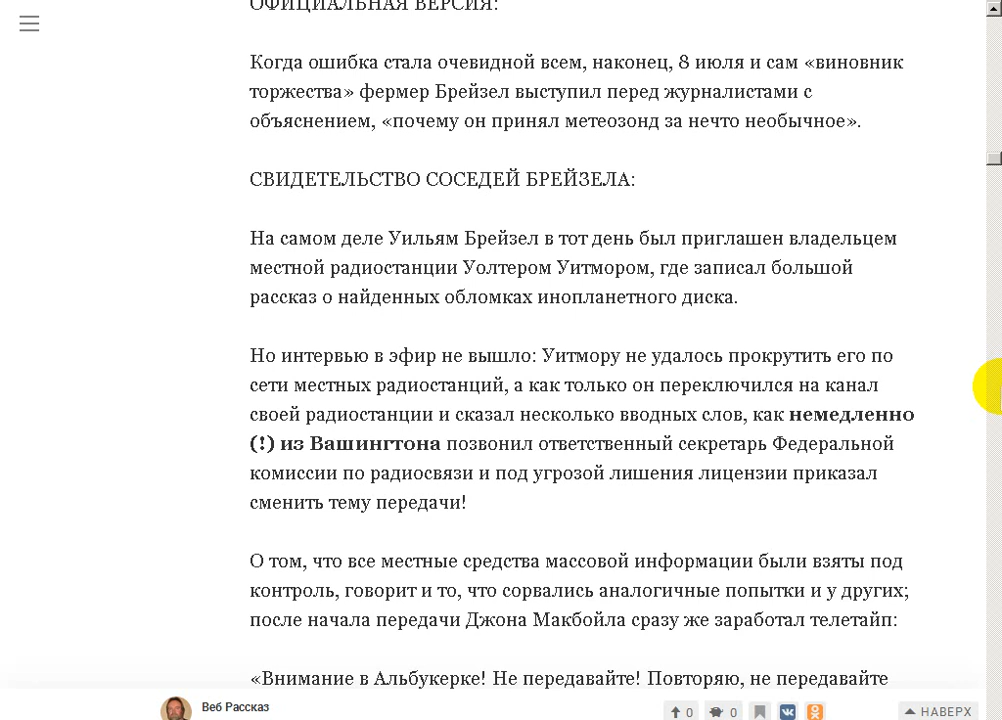 ОФИЦИАЛЬНАЯ ВЕРСИЯ:
Когда ошибка стала очевидной всем, наконец, 8 июля и сам «виновник
торжества» фермер Брейзел выступил перед журналистами с
объяснением, «почему он принял метеозонд за нечто необычное».
СВИДЕТЕЛЬСТВО СОСЕДЕЙ БРЕЙЗЕЛА:
На самом деле Уильям Брейзел в тот день был приглашен владельцем
местной радиостанции Уолтером Уитмором, где записал большой
рассказ о найденных обломках инопланетного диска.
Но интервью в эфир не вышло: Уитмору не удалось прокрутить его по
сети местных радиостанций, а как только он переключился на канал
своей радиостанции и сказал несколько вводных слов, как немедленно
(!) из Вашингтона позвонил ответственный секретарь Федеральной
комиссии по радиосвязи и под угрозой лишения лицензии приказал
сменить тему передачи!
О том, что все местные средства массовой информации были взяты под
контроль, говорит и то, что сорвались аналогичные попытки и у других;
после начала передачи Джона Макбойла сразу же заработал телетайп:
«Внимание в Альбукерке! Не передавайте! Повторяю, не передавайте
Веб Рассказ
0
0
НАВЕРХ